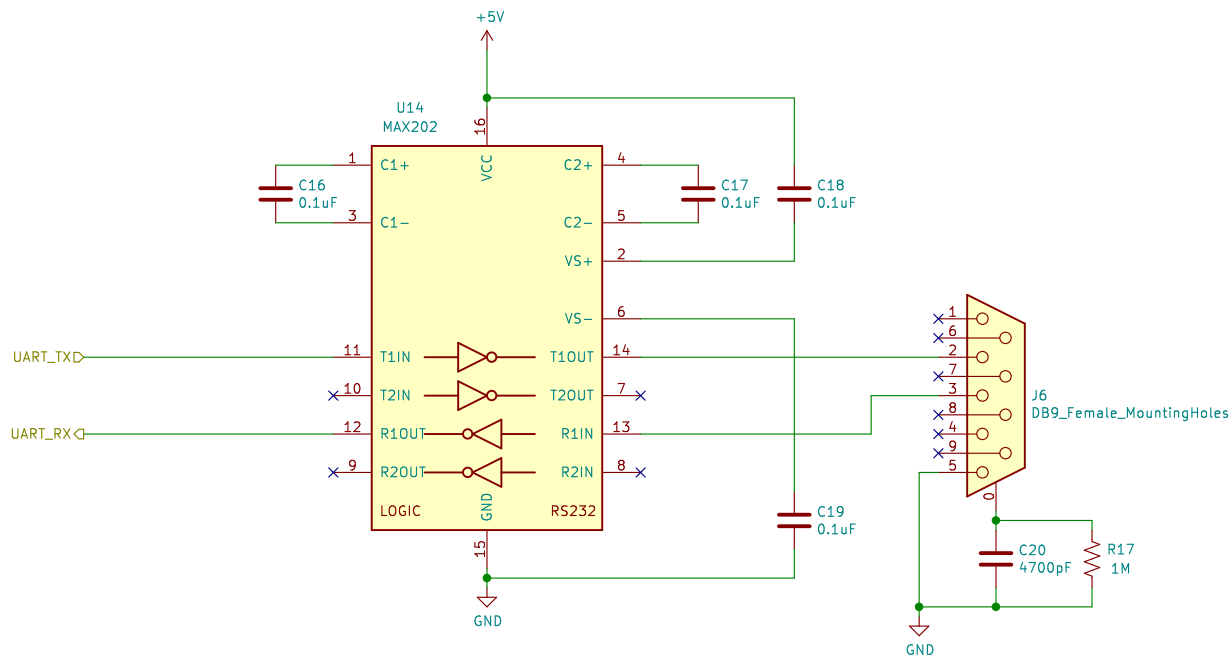 +5V
U14
MAX202
16
VCC
1 C1+
C2+ 4
C16
0.1uF
C17
0.1uF
C18
0.1uF
3 C1-
C2- 5
VS+ 2
VS- 6
1
6
UART_TX
11 T1IN
T1OUT 14
2
7
10 T2IN
T2OUT 7
3
J6
DB9_Female_MountingHoles
8
UART_RX
12 R1OUT
R1IN 13
4
9
9 R2OUT
R2IN 8
5
0
LOGIC
GND
RS232
C19
0.1uF
15
C20
4700pF
R17
1M
GND
GND